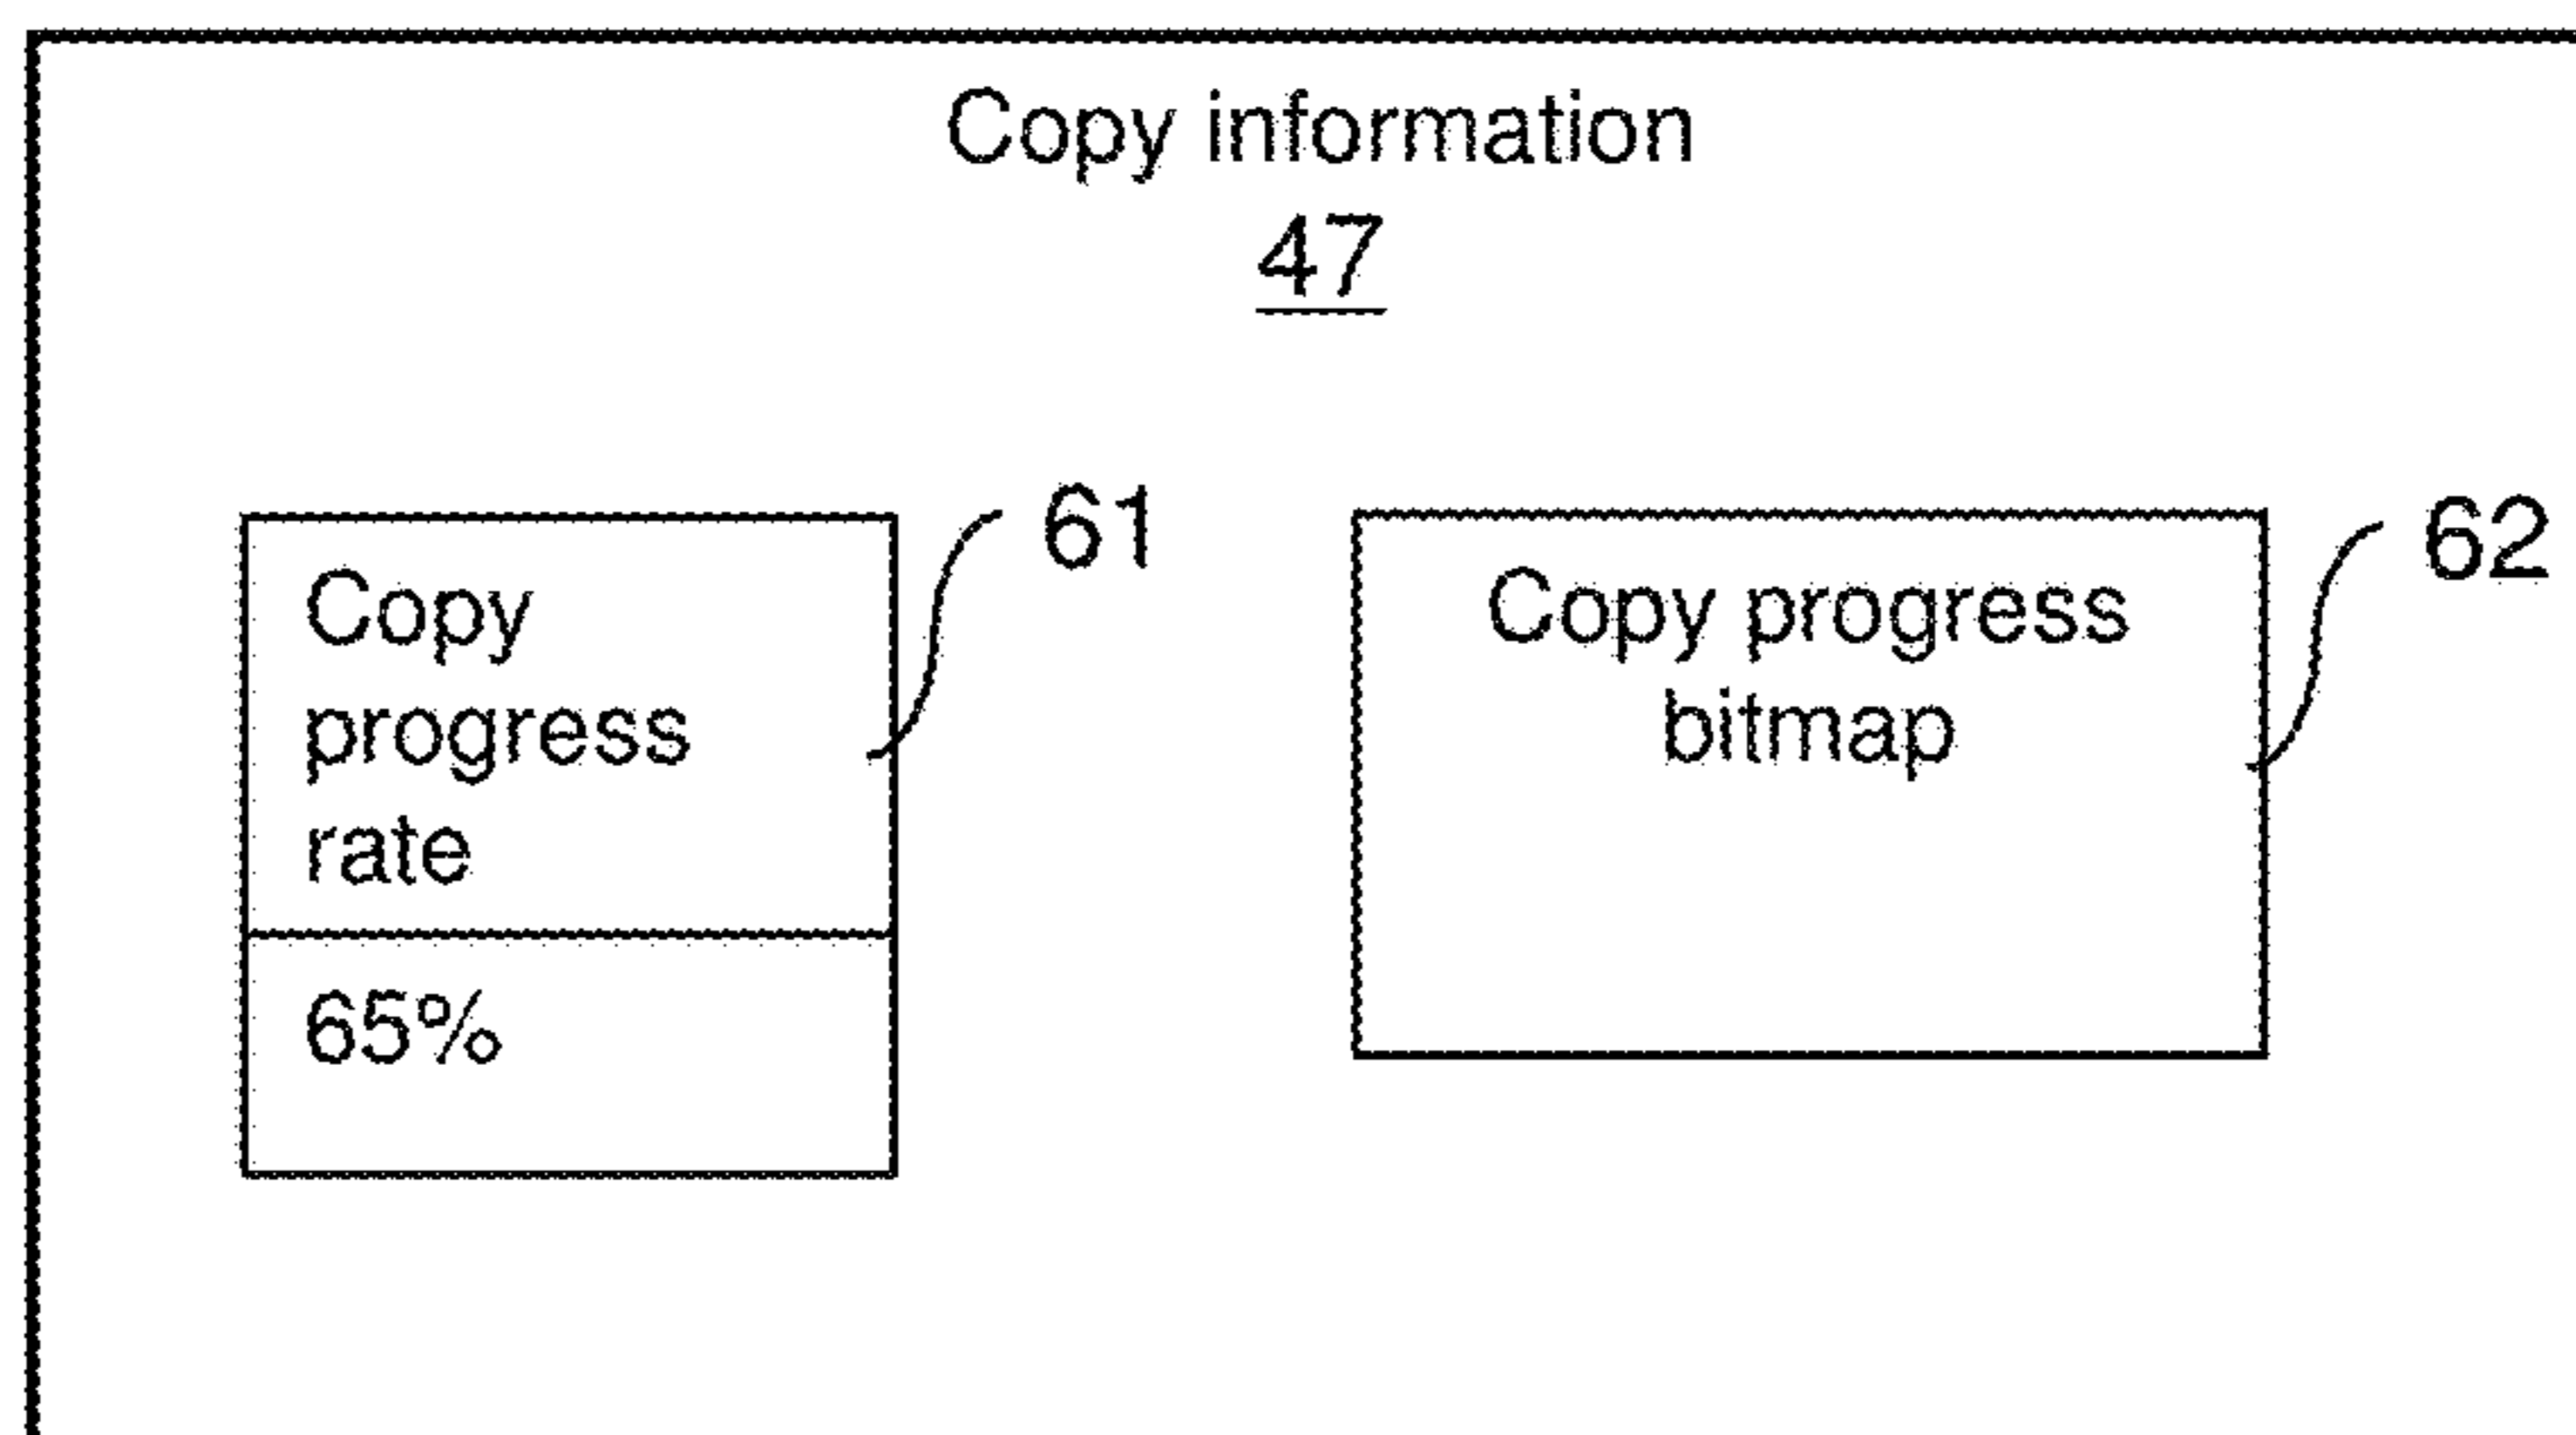 Copy information
47
61
Copy
progress
rate
65%
62
Copy progress
bitmap